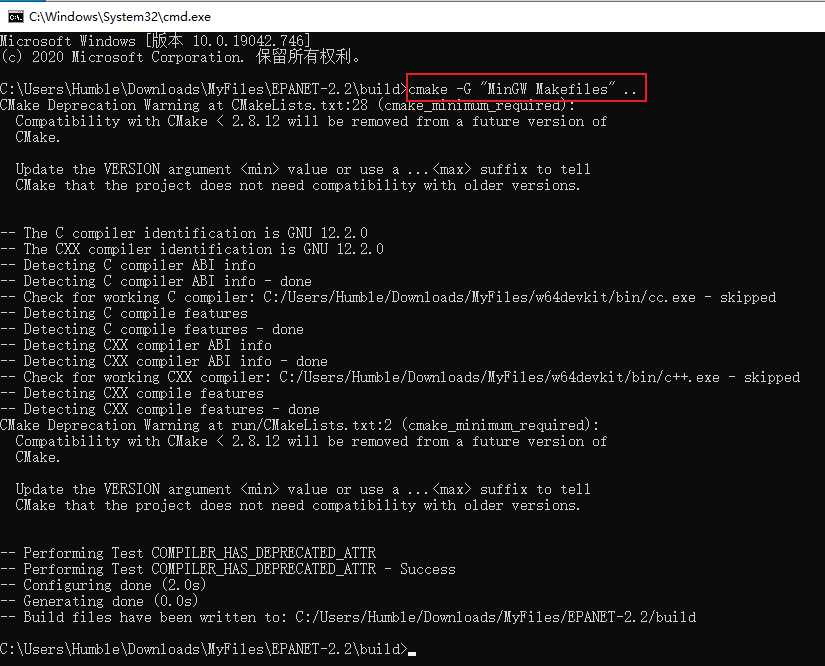 C:\Windows\System32\cmd.exe
Microsoft Windows [版本 10.0.19042.746]
(c) 2020 Microsoft Corporation. 保留所有权利。
C:\Users\Humble\Downloads\MyFiles\EPANET-2.2\build>cmake -G "MinGW Makefiles" ..
CMake Deprecation Warning at CMakeLists.txt:28 (cmake_minimum_required):
  Compatibility with CMake < 2.8.12 will be removed from a future version of
  CMake.
  Update the VERSION argument <min> value or use a ...<max> suffix to tell
  CMake that the project does not need compatibility with older versions.
-- The C compiler identification is GNU 12.2.0
-- The CXX compiler identification is GNU 12.2.0
-- Detecting C compiler ABI info
-- Detecting C compiler ABI info - done
-- Check for working C compiler: C:/Users/Humble/Downloads/MyFiles/w64devkit/bin/cc.exe - skipped
-- Detecting C compile features
-- Detecting C compile features - done
-- Detecting CXX compiler ABI info
-- Detecting CXX compiler ABI info - done
-- Check for working CXX compiler: C:/Users/Humble/Downloads/MyFiles/w64devkit/bin/c++.exe - skipped
-- Detecting CXX compile features
-- Detecting CXX compile features - done
CMake Deprecation Warning at run/CMakeLists.txt:2 (cmake_minimum_required):
  Compatibility with CMake < 2.8.12 will be removed from a future version of
  CMake.
  Update the VERSION argument <min> value or use a ...<max> suffix to tell
  CMake that the project does not need compatibility with older versions.
-- Performing Test COMPILER_HAS_DEPRECATED_ATTR
-- Performing Test COMPILER_HAS_DEPRECATED_ATTR - Success
-- Configuring done (2.0s)
-- Generating done (0.0s)
-- Build files have been written to: C:/Users/Humble/Downloads/MyFiles/EPANET-2.2/build
C:\Users\Humble\Downloads\MyFiles\EPANET-2.2\build>